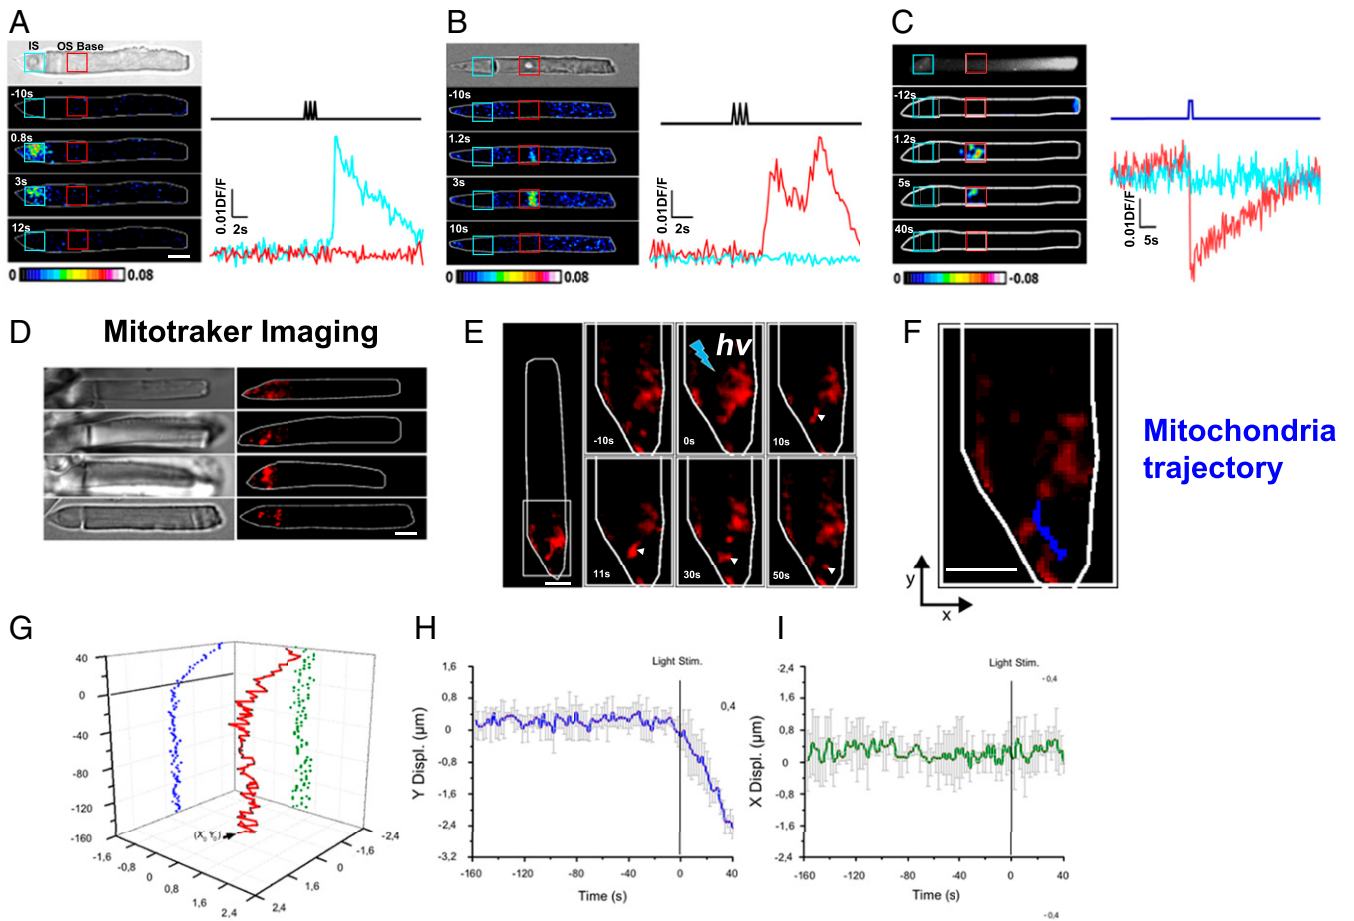 A
IS
OS Base
-10s
0.8s
3s
12s
0
0.08
0.01DF/F
2s
B
-10s
1.2s
3s
10s
0
0.08
0.01DF/F
2s
C
-12s
1.2s
5s
40s
0
-0.08
0.01DF/F
5s
D
Mitotraker Imaging
E
hv
-10s
0s
10s
11s
30s
50s
F
y
x
Mitochondria
trajectory
G
40
0
-40
-80
-120
-160
-1,6
-0,8
0
0,8
1,6
2,4
2,4
1,6
0
-1,6
-2,4
H
Light Stim.
0,4
1,6
0,8
0
-0,8
-1,6
-2,4
-3,2
Y Displ. (μm)
-160
-120
-80
-40
0
40
Time (s)
I
Light Stim.
-0,4
-2,4
1,6
0.8
0
-0,8
-1,6
-2,4
X Displ. (μm)
-160
-120
-80
-40
0
40
Time (s)
-0,4